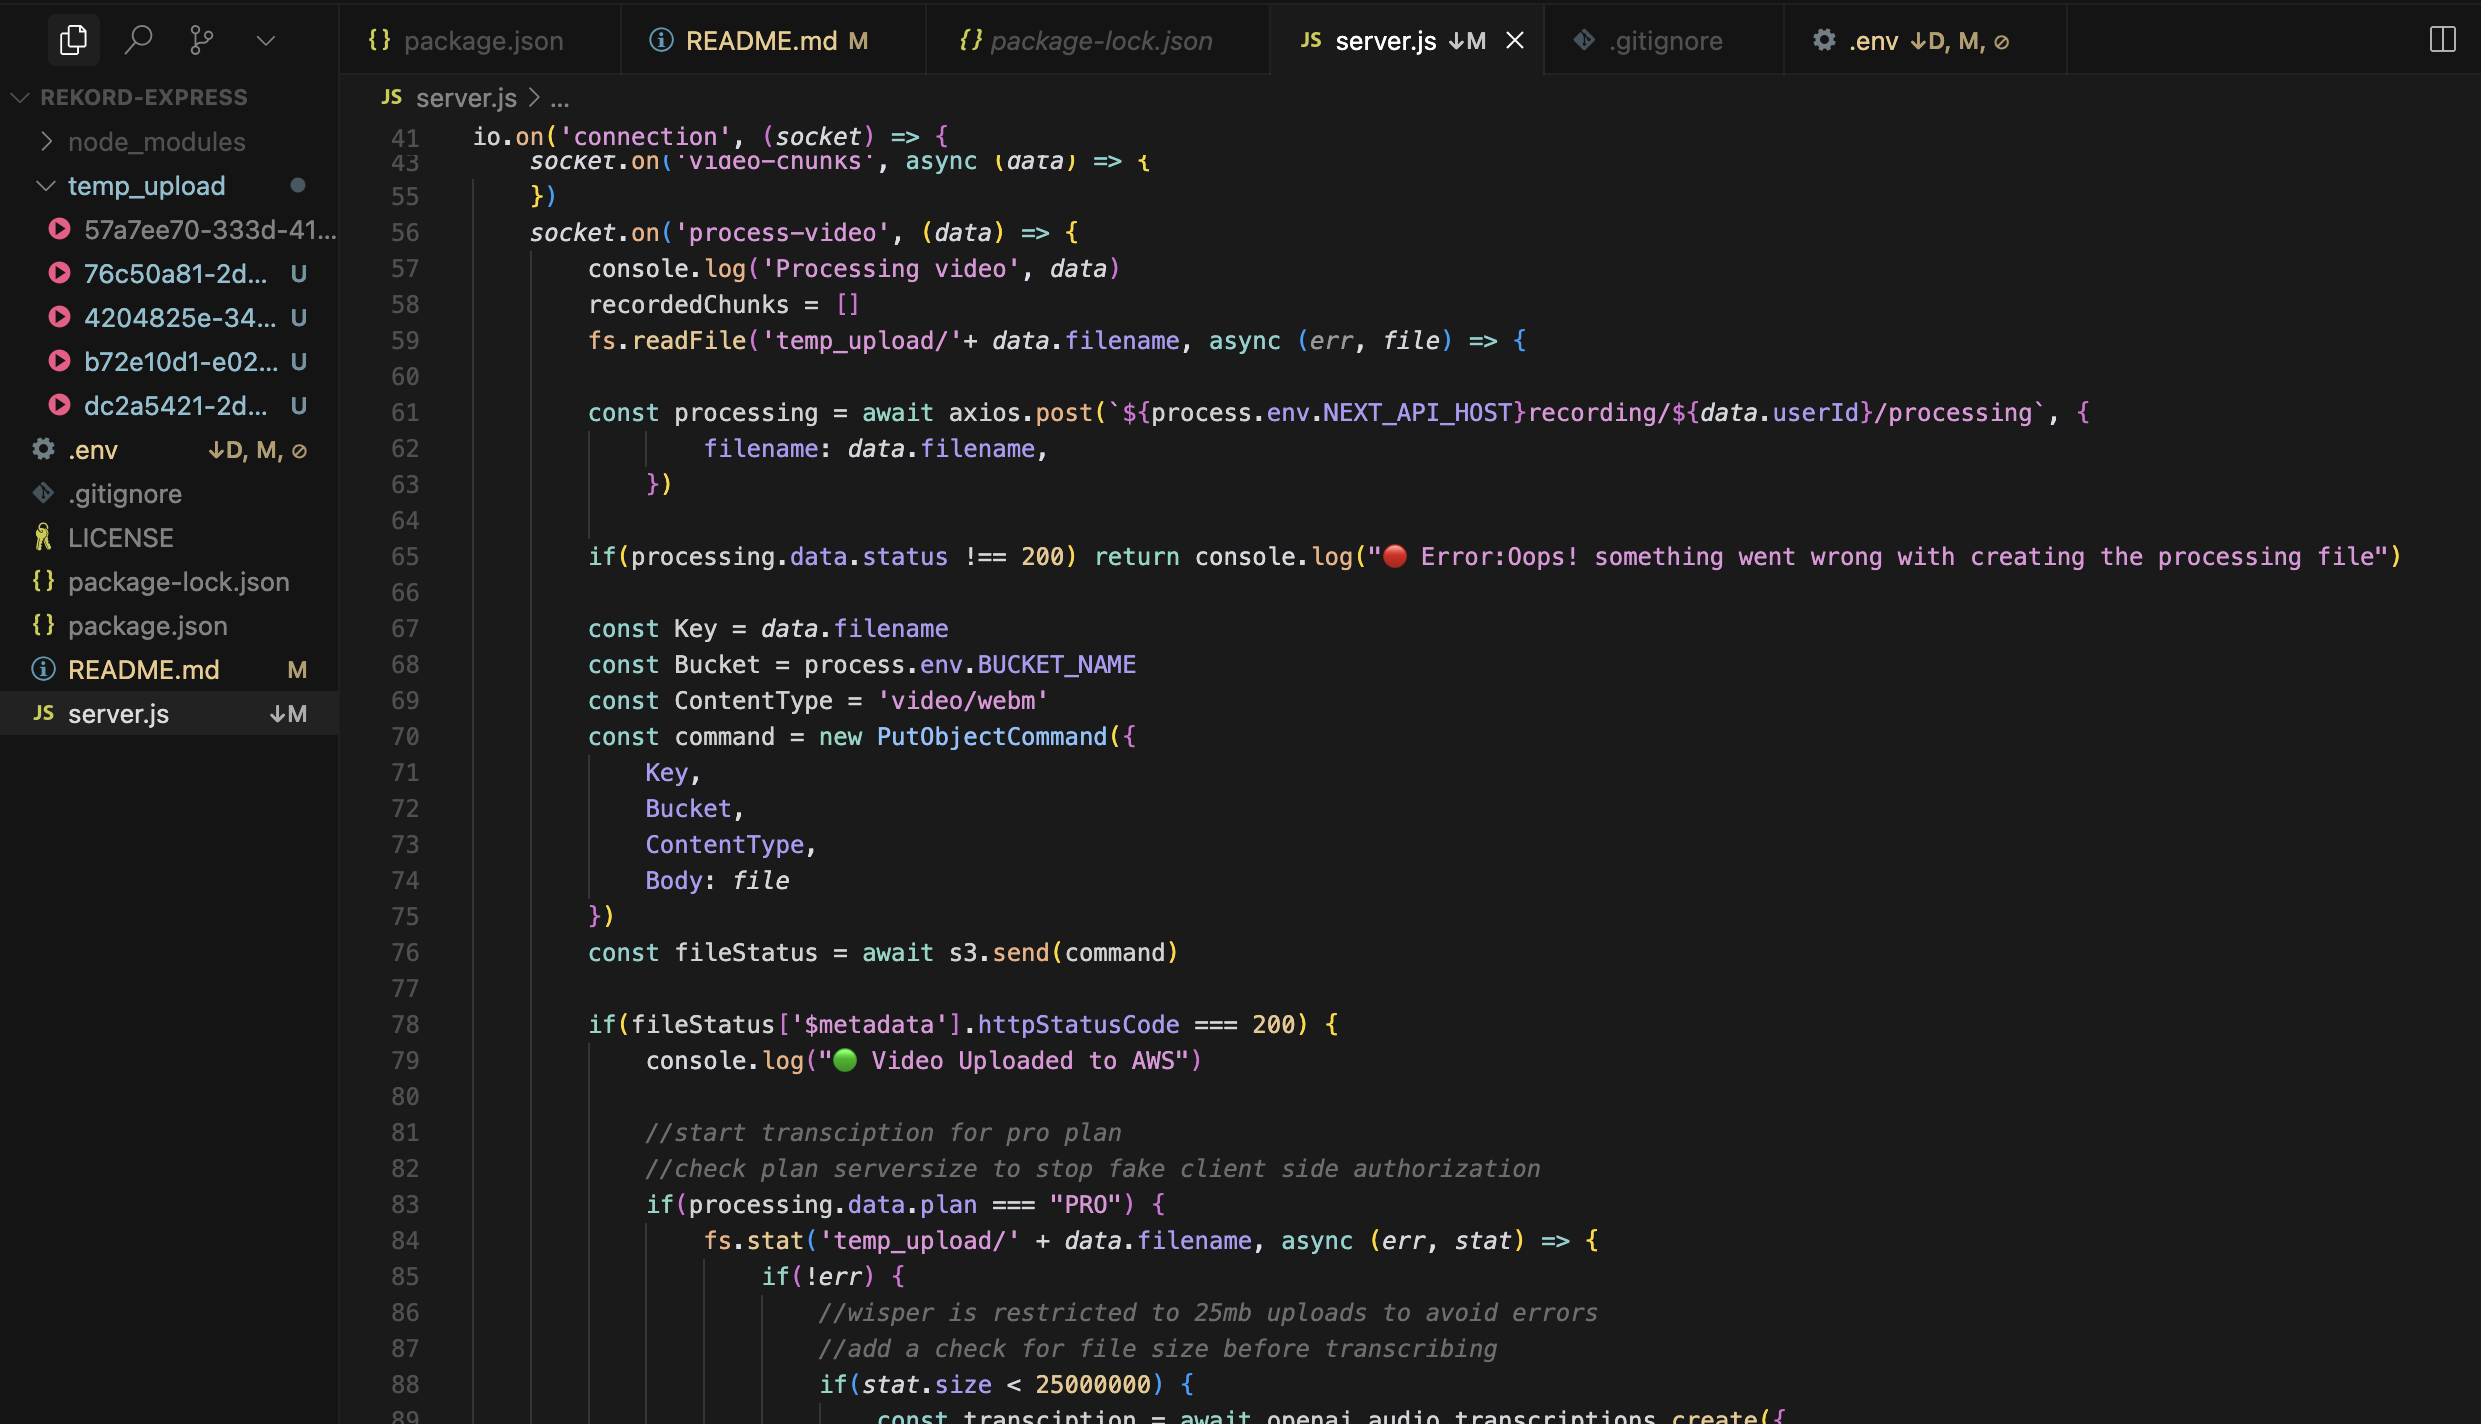 package.json
README.md M
package-lock.json
JS server.js ↓M
.gitignore
.env ↓D, M, ⊘
REKORD-EXPRESS
node_modules
temp_upload
57a7ee70-333d-41...
76c50a81-2d... U
4204825e-34... U
b72e10d1-e02... U
dc2a5421-2d... U
.env ↓D, M, ⊘
.gitignore
LICENSE
{} package-lock.json
{} package.json
README.md M
JS server.js ↓M
JS server.js > ...
41 io.on('connection', (socket) => {
43 socket.on('video-chunks', async (data) => {
55 })
56 socket.on('process-video', (data) => {
57 console.log('Processing video', data)
58 recordedChunks = []
59 fs.readFile('temp_upload/'+ data.filename, async (err, file) => {
60
61 const processing = await axios.post(`${process.env.NEXT_API_HOST}recording/${data.userId}/processing`, {
62 filename: data.filename,
63 })
64
65 if(processing.data.status !== 200) return console.log("🔴 Error:Oops! something went wrong with creating the processing file")
66
67 const Key = data.filename
68 const Bucket = process.env.BUCKET_NAME
69 const ContentType = 'video/webm'
70 const command = new PutObjectCommand({
71 Key,
72 Bucket,
73 ContentType,
74 Body: file
75 })
76 const fileStatus = await s3.send(command)
77
78 if(fileStatus['$metadata'].httpStatusCode === 200) {
79 console.log("🟢 Video Uploaded to AWS")
80
81 //start transciption for pro plan
82 //check plan serversize to stop fake client side authorization
83 if(processing.data.plan === "PRO") {
84 fs.stat('temp_upload/' + data.filename, async (err, stat) => {
85 if(!err) {
86 //wisper is restricted to 25mb uploads to avoid errors
87 //add a check for file size before transcribing
88 if(stat.size < 25000000) {
89 const transciption = await openai.audio.transcriptions.create({